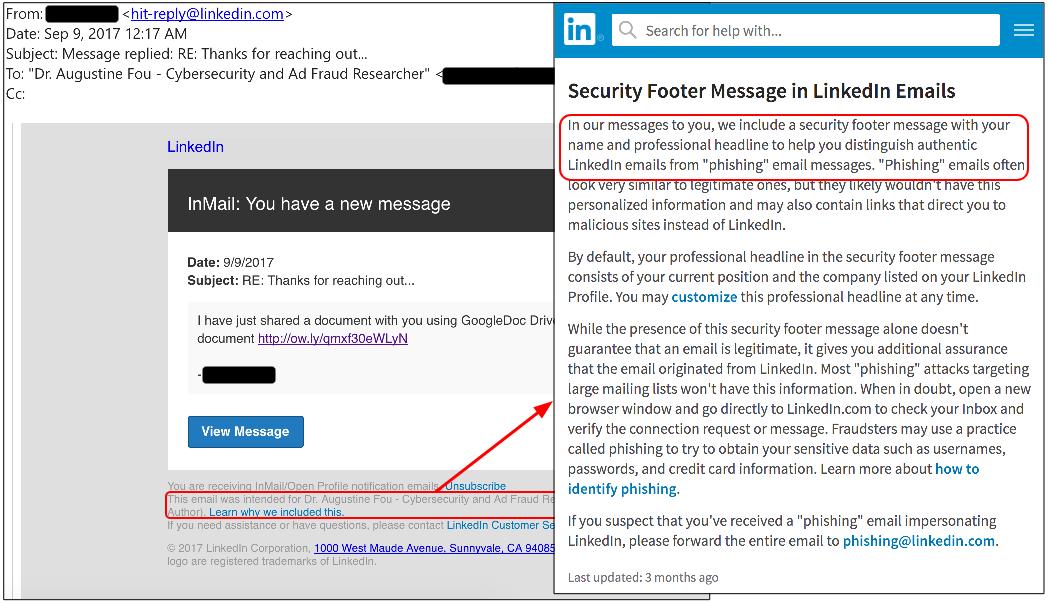 From: <hit-reply@linkedin.com>
Date: Sep 9, 2017 12:17 AM
Subject: Message replied: RE: Thanks for reaching out...
To: "Dr. Augustine Fou - Cybersecurity and Ad Fraud Researcher" <
Cc:
LinkedIn
InMail: You have a new message
Date: 9/9/2017
Subject: RE: Thanks for reaching out...
I have just shared a document with you using GoogleDoc Drive
document http://ow.ly/qmxf30eWLyN
-
View Message
You are receiving InMail/Open Profile notification emails. Unsubscribe
This email was intended for Dr. Augustine Fou - Cybersecurity and Ad Fraud Re
Author). Learn why we included this.
If you need assistance or have questions, please contact LinkedIn Customer Se
© 2017 LinkedIn Corporation, 1000 West Maude Avenue, Sunnyvale, CA 94085
logo are registered trademarks of LinkedIn.
in
Search for help with...
Security Footer Message in LinkedIn Emails
In our messages to you, we include a security footer message with your
name and professional headline to help you distinguish authentic
LinkedIn emails from "phishing" email messages. "Phishing" emails often
look very similar to legitimate ones, but they likely wouldn't have this
personalized information and may also contain links that direct you to
malicious sites instead of LinkedIn.
By default, your professional headline in the security footer message
consists of your current position and the company listed on your LinkedIn
Profile. You may customize this professional headline at any time.
While the presence of this security footer message alone doesn't
guarantee that an email is legitimate, it gives you additional assurance
that the email originated from LinkedIn. Most "phishing" attacks targeting
large mailing lists won't have this information. When in doubt, open a new
browser window and go directly to LinkedIn.com to check your Inbox and
verify the connection request or message. Fraudsters may use a practice
called phishing to try to obtain your sensitive data such as usernames,
passwords, and credit card information. Learn more about how to
identify phishing.
If you suspect that you've received a "phishing" email impersonating
LinkedIn, please forward the entire email to phishing@linkedin.com.
Last updated: 3 months ago